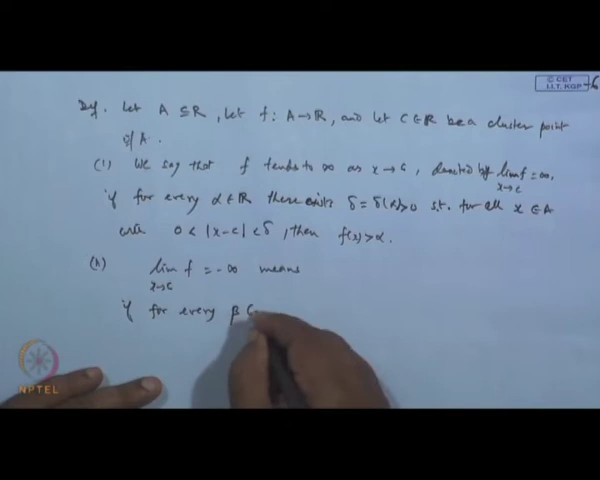 © CET
I.I.T. KGP
Def. Let A ⊆ R, Let f: A→R, and let C∈R be a cluster point
of A.
(1) We say that f tends to ∞ as x→c, denoted by lim f = ∞,
x→c
if for every α∈R there exists δ = δ(α)>0 s.t. for all x ∈ A
with 0 < |x-c| < δ, then f(x) > α.
lim f = -∞ means
x→c
if for every β
NPTEL